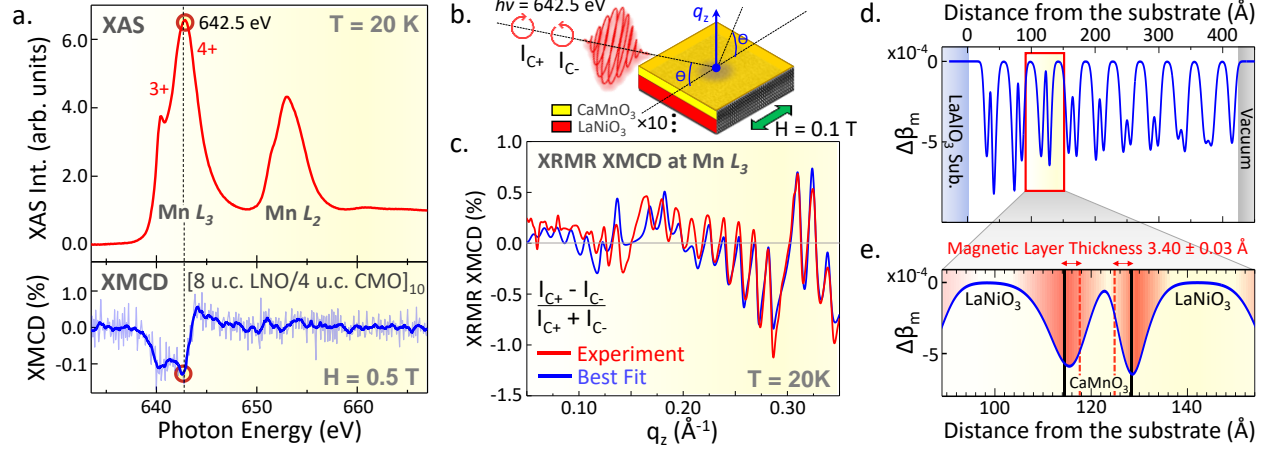 a.
XAS
642.5 eV
T = 20 K
4+
3+
6.0
4.0
2.0
0.0
XAS Int. (arb. units)
Mn L3
Mn L2
XMCD
[8 u.c. LNO/4 u.c. CMO]10
1.0
0.0
-0.1
XMCD (%)
H = 0.5 T
640
650
660
Photon Energy (eV)
b.
hν = 642.5 eV
qz
IC+
IC-
Θ
Θ
CaMnO3
LaNiO3
×10
H = 0.1 T
c.
XRMR XMCD at Mn L3
1.0
0.5
0.0
-0.5
-1.0
-1.5
XRMR XMCD (%)
IC+ - IC-
IC+ + IC-
Experiment
Best Fit
T = 20K
0.10
0.20
0.30
qz (Å-1)
d.
Distance from the substrate (Å)
0 50 100 150 200 250 300 350 400
×10-4
0
-5
Δβm
LaAlO3 Sub.
Vacuum
e.
Magnetic Layer Thickness 3.40 ± 0.03 Å
×10-4
0
-5
Δβm
LaNiO3
LaNiO3
CaMnO3
100
120
140
Distance from the substrate (Å)